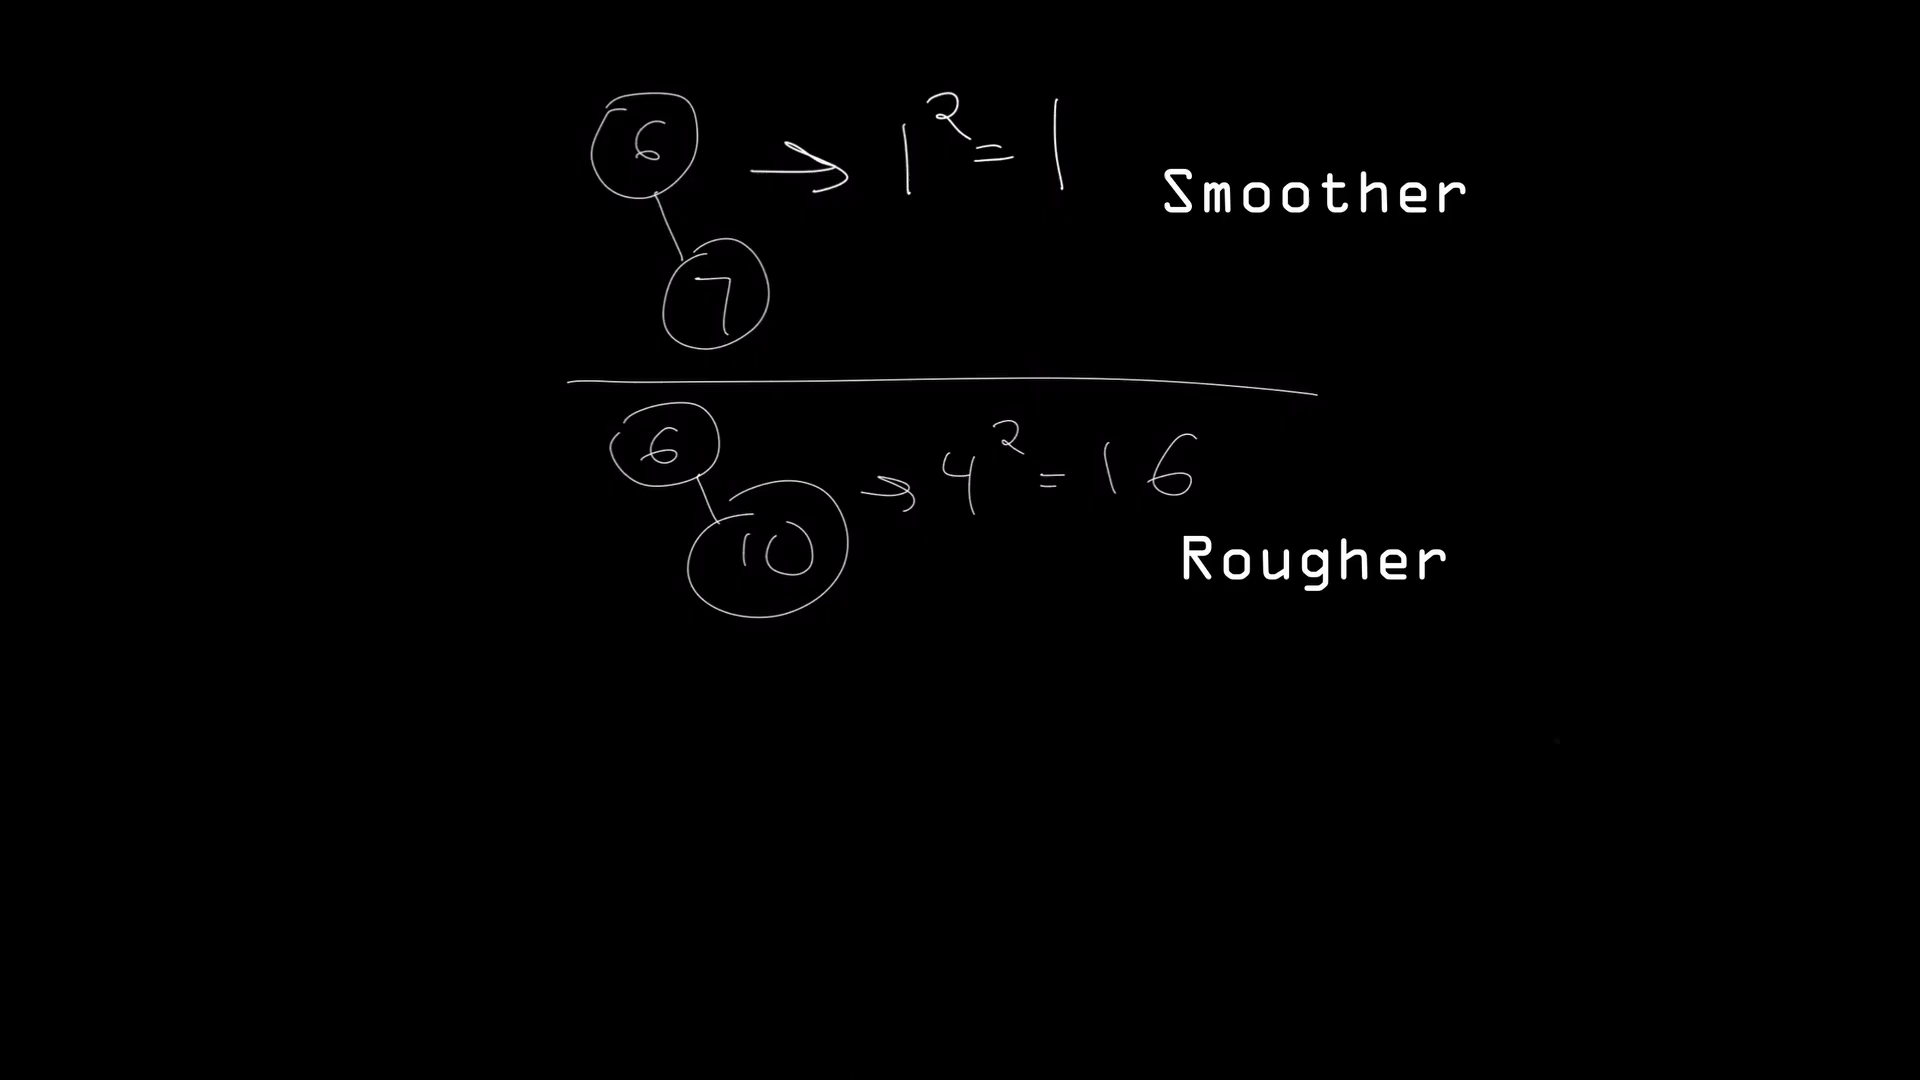 6 → 1² = 1
Smoother
7
6
→ 4² = 16
10
Rougher